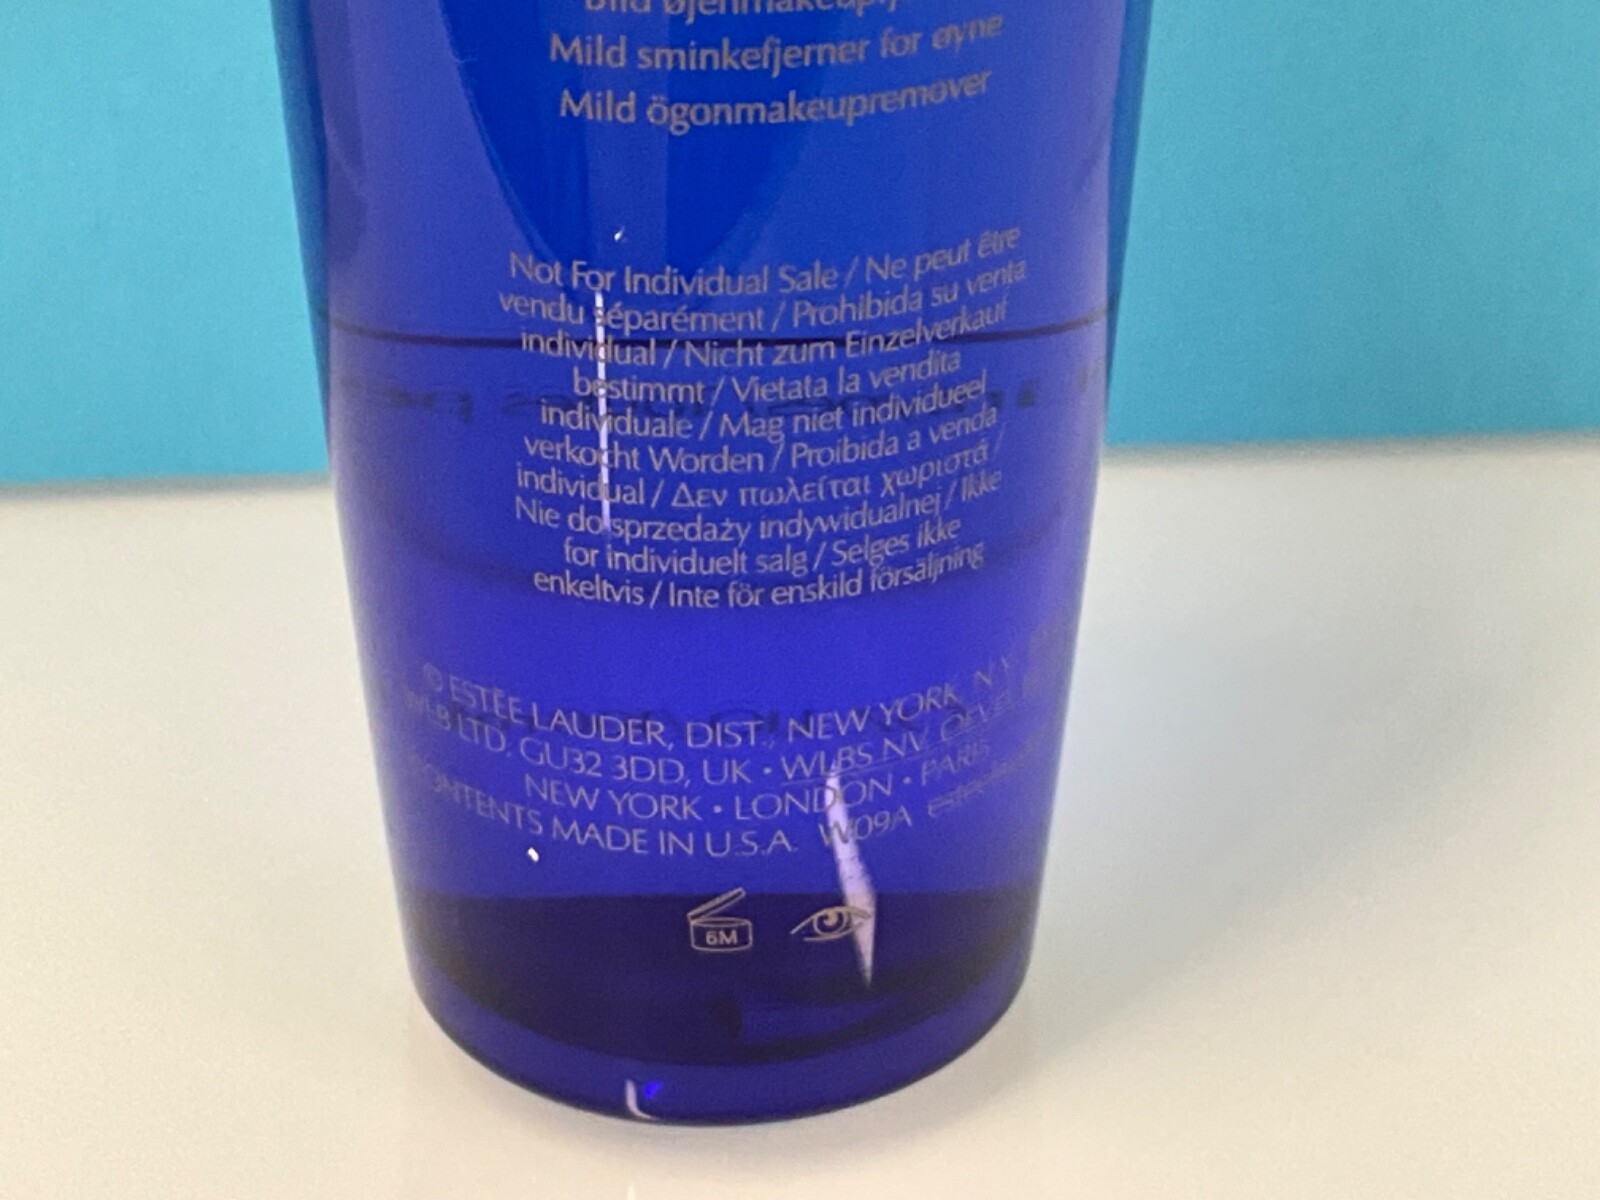 Mild sminkefjerner for øyne
Mild ögonmakeupremover
Not For Individual Sale / Ne peut être
vendu séparément / Prohibida su venta
individual / Nicht zum Einzelverkauf
bestimmt / Vietata la vendita
individuale / Mag niet individueel
verkocht Worden / Proibida a venda
individual / Δεν πωλείται χωριστά /
Nie do sprzedaży indywidualnej / Ikke
for individuelt salg / Selges ikke
enkeltvis / Inte för enskild försäljning
© ESTĒE LAUDER, DIST., NEW YORK, N.Y.
LTD, GU32 3DD, UK • WLBS NV, OEVEL
NEW YORK • LONDON • PARIS
CONTENTS MADE IN U.S.A. W09A
6M